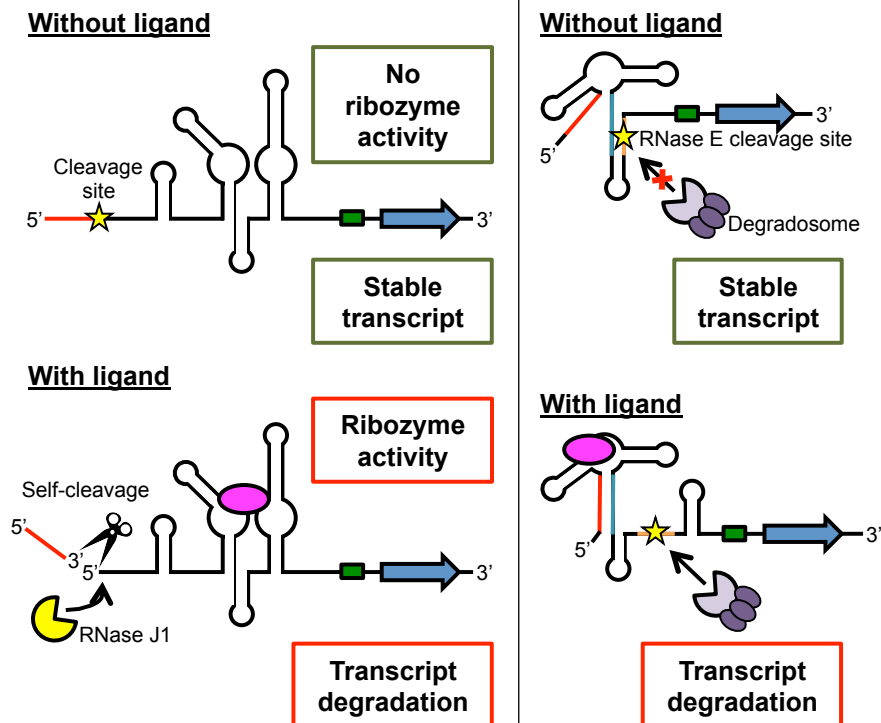 Without ligand
No
ribozyme
activity
Cleavage
site
5’
3’
Stable
transcript
With ligand
Ribozyme
activity
Self-cleavage
5’
3’
5’
3’
RNase J1
Transcript
degradation
Without ligand
3’
RNase E cleavage site
5’
Degradosome
Stable
transcript
With ligand
5’
3’
Transcript
degradation